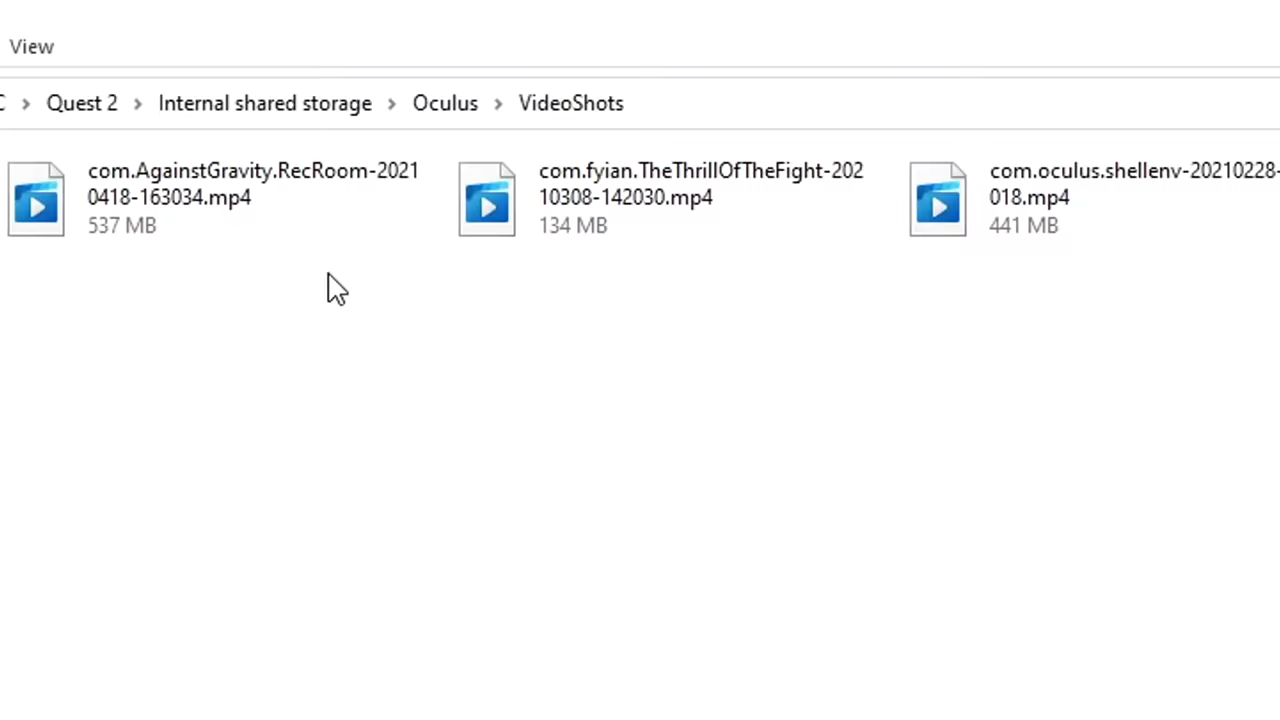 View
C > Quest 2 > Internal shared storage > Oculus > VideoShots
com.AgainstGravity.RecRoom-2021
0418-163034.mp4
537 MB
com.fyian.TheThrillOfTheFight-202
10308-142030.mp4
134 MB
com.oculus.shellenv-20210228-
018.mp4
441 MB